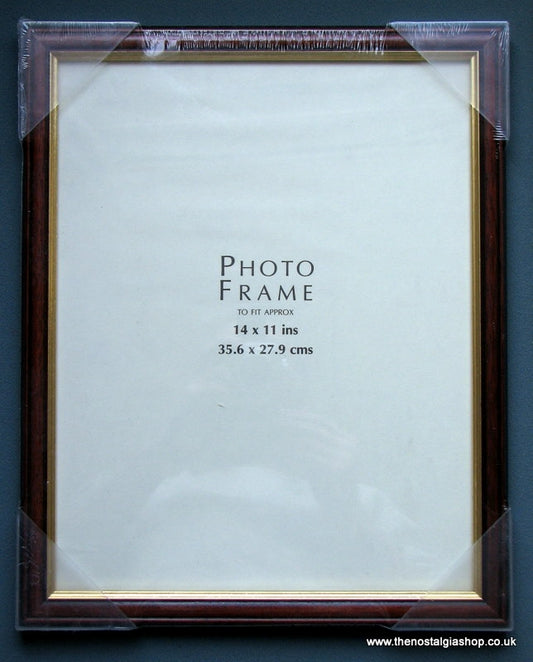 PHOTO
FRAME
TO FIT APPROX
14 x 11 ins
35.6 x 27.9 cms
www.thenostalgiashop.co.uk